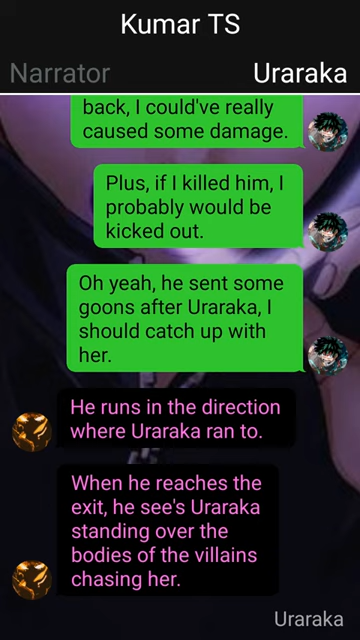 Kumar TS
Narrator
Uraraka
back, I could've really
caused some damage.
Plus, if I killed him, I
probably would be
kicked out.
Oh yeah, he sent some
goons after Uraraka, I
should catch up with
her.
He runs in the direction
where Uraraka ran to.
When he reaches the
exit, he see's Uraraka
standing over the
bodies of the villains
chasing her.
Uraraka